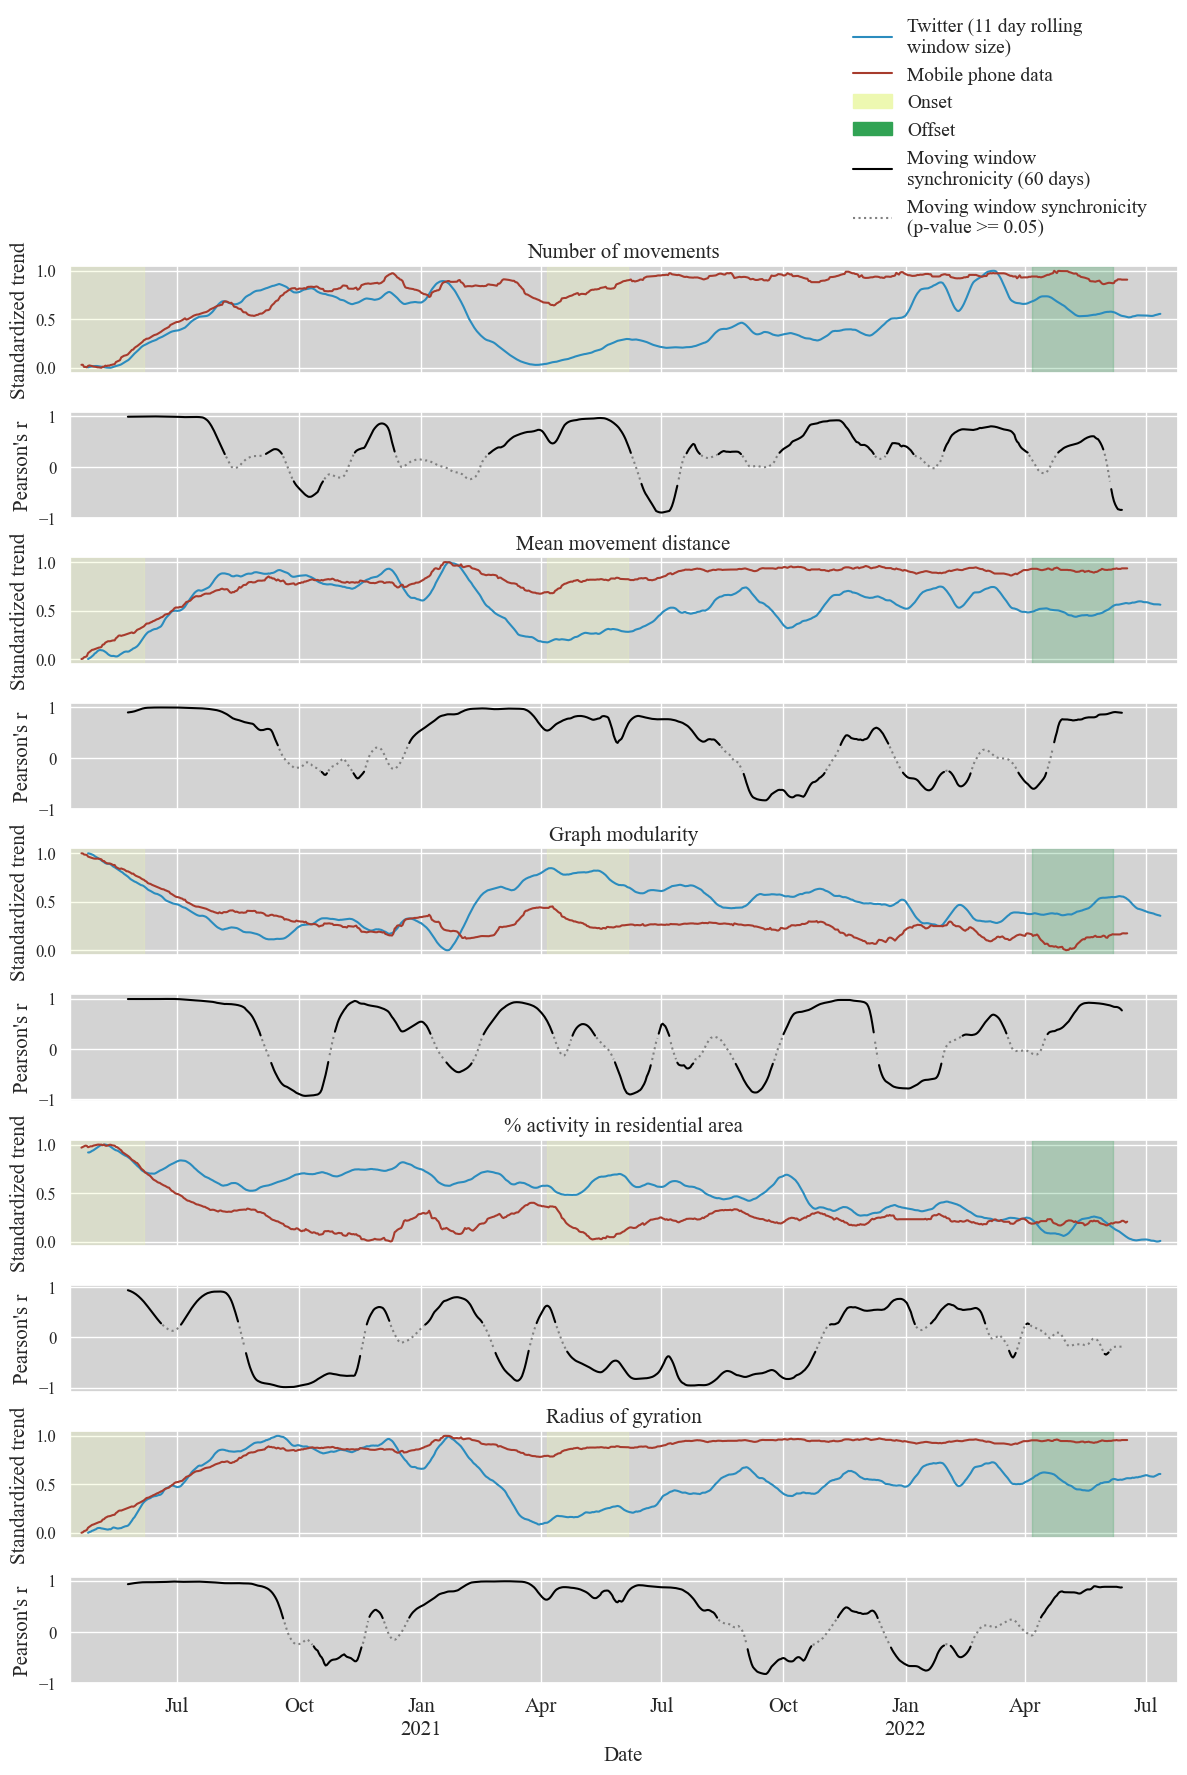 Twitter (11 day rolling
window size)
Mobile phone data
Onset
Offset
Moving window
synchronicity (60 days)
Moving window synchronicity
(p-value >= 0.05)
Number of movements
Standardized trend
1.0
0.5
0.0
Pearson's r
1
0
−1
Mean movement distance
Standardized trend
1.0
0.5
0.0
Pearson's r
1
0
−1
Graph modularity
Standardized trend
1.0
0.5
0.0
Pearson's r
1
0
−1
% activity in residential area
Standardized trend
1.0
0.5
0.0
Pearson's r
1
0
−1
Radius of gyration
Standardized trend
1.0
0.5
0.0
Pearson's r
1
0
−1
Jul Oct Jan Apr Jul Oct Jan Apr Jul
2021 2022
Date